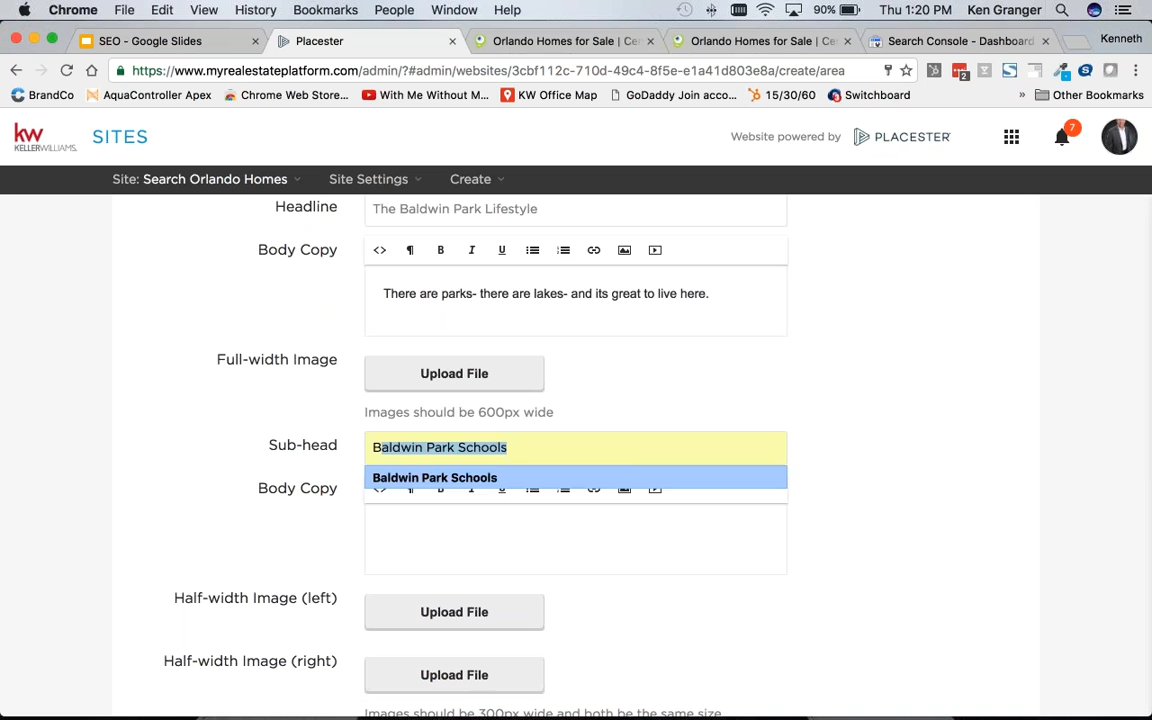 Chrome File Edit View History Bookmarks People Window Help 90% Thu 1:20 PM Ken Granger
SEO - Google Slides Placester Orlando Homes for Sale | Cen Orlando Homes for Sale | Cen Search Console - Dashboard Kenneth
https://www.myrealestateplatform.com/admin/?#admin/websites/3cbf112c-710d-49c4-8f5e-e1a41d803e8a/create/area 2
BrandCo AquaController Apex Chrome Web Store... With Me Without M... KW Office Map GoDaddy Join acco... 15/30/60 Switchboard » Other Bookmarks
kw KELLERWILLIAMS. SITES Website powered by PLACESTER 7
Site: Search Orlando Homes Site Settings Create
Headline The Baldwin Park Lifestyle
Body Copy <> ¶ B I U
There are parks- there are lakes- and its great to live here.
Full-width Image Upload File
Images should be 600px wide
Sub-head Baldwin Park Schools
Baldwin Park Schools
Body Copy
Half-width Image (left) Upload File
Half-width Image (right) Upload File
Images should be 300px wide and both be the same size